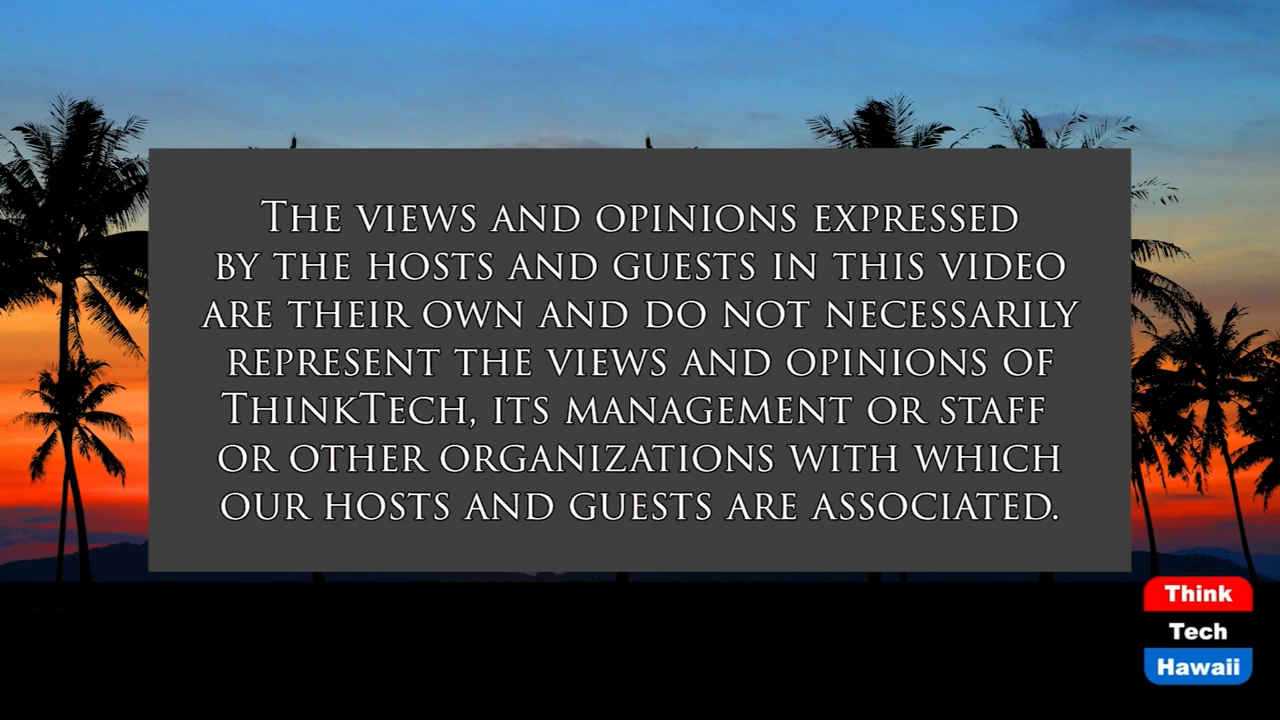 The views and opinions expressed
by the hosts and guests in this video
are their own and do not necessarily
represent the views and opinions of
ThinkTech, its management or staff
or other organizations with which
our hosts and guests are associated.
Think
Tech
Hawaii